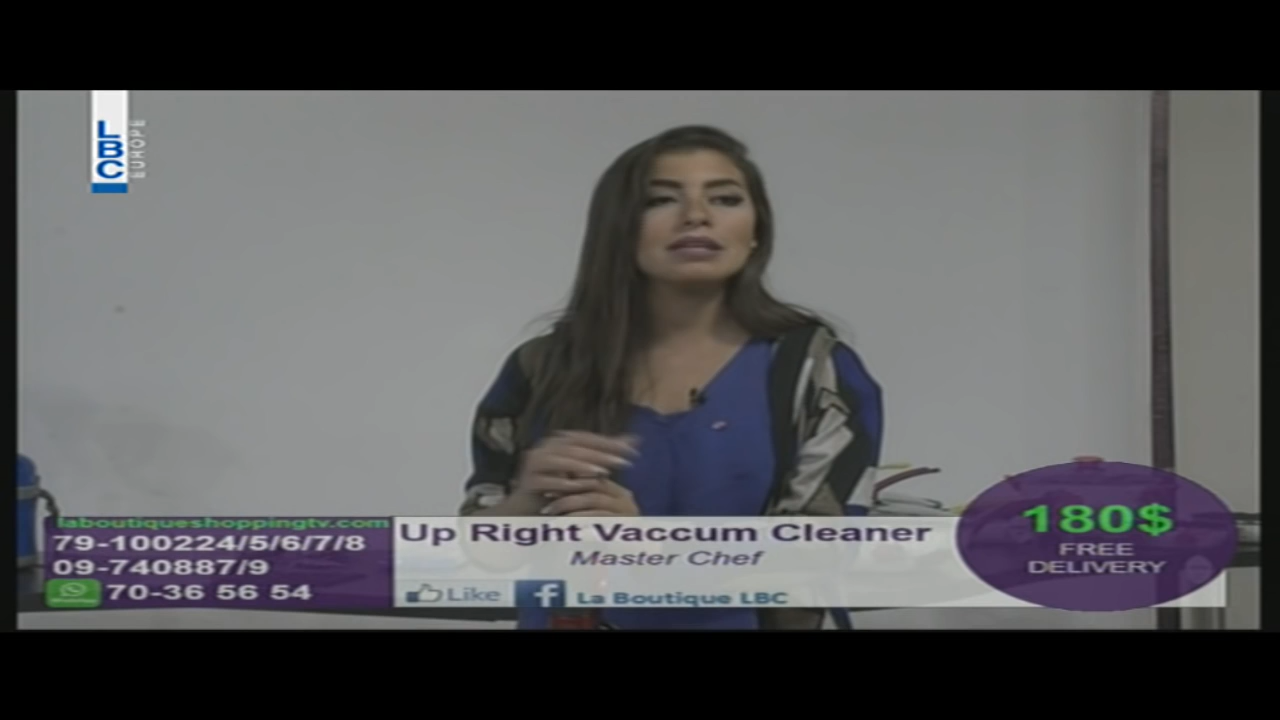 LBC
EUROPE
laboutiqueshoppingtv.com
79-100224/5/6/7/8
09-740887/9
70-36 56 54
Up Right Vaccum Cleaner
Master Chef
Like
f
La Boutique LBC
180$
FREE
DELIVERY